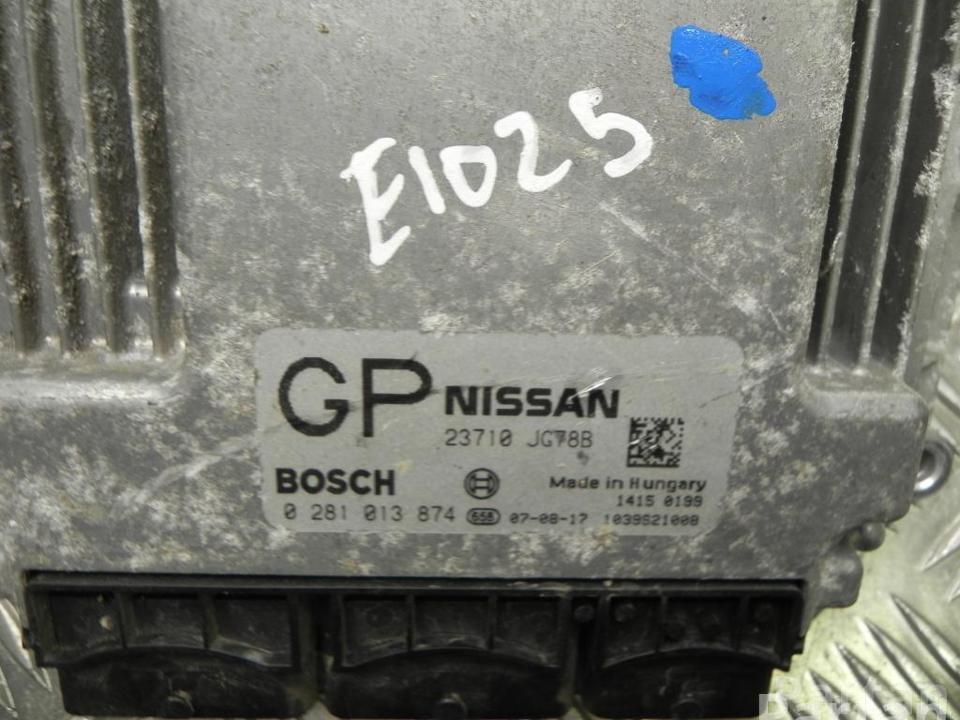 E1025
GP NISSAN
23710 JG78B
BOSCH Made in Hungary
1415 0199
0 281 013 874 658 07-08-17 1039S21008